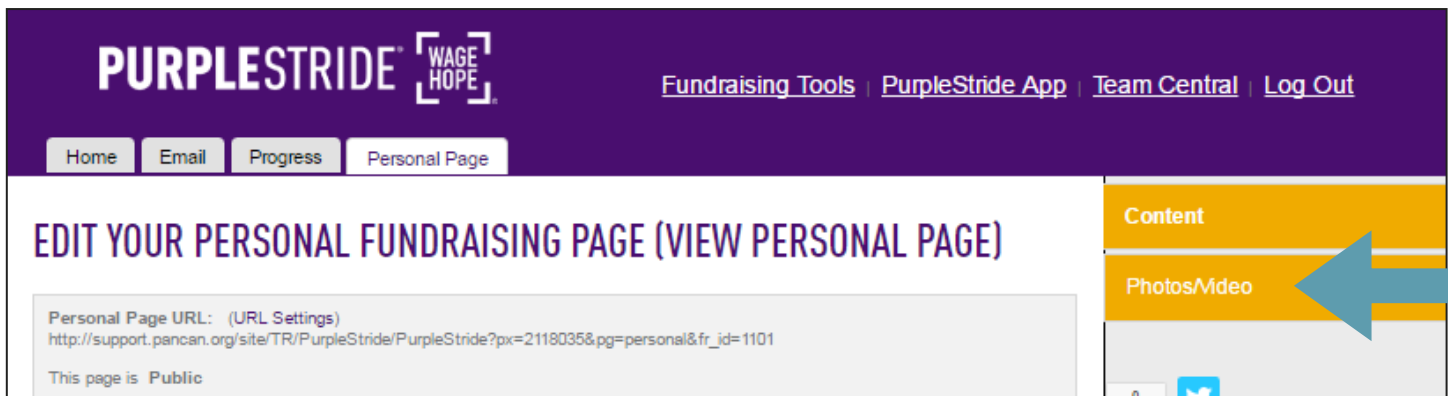 PURPLESTRIDE WAGE HOPE
Fundraising Tools | PurpleStride App | Team Central | Log Out
Home Email Progress Personal Page
EDIT YOUR PERSONAL FUNDRAISING PAGE (VIEW PERSONAL PAGE)
Content
Photos/Video
Personal Page URL: (URL Settings)
http://support.pancan.org/site/TR/PurpleStride/PurpleStride?px=2118035&pg=personal&fr_id=1101
This page is Public